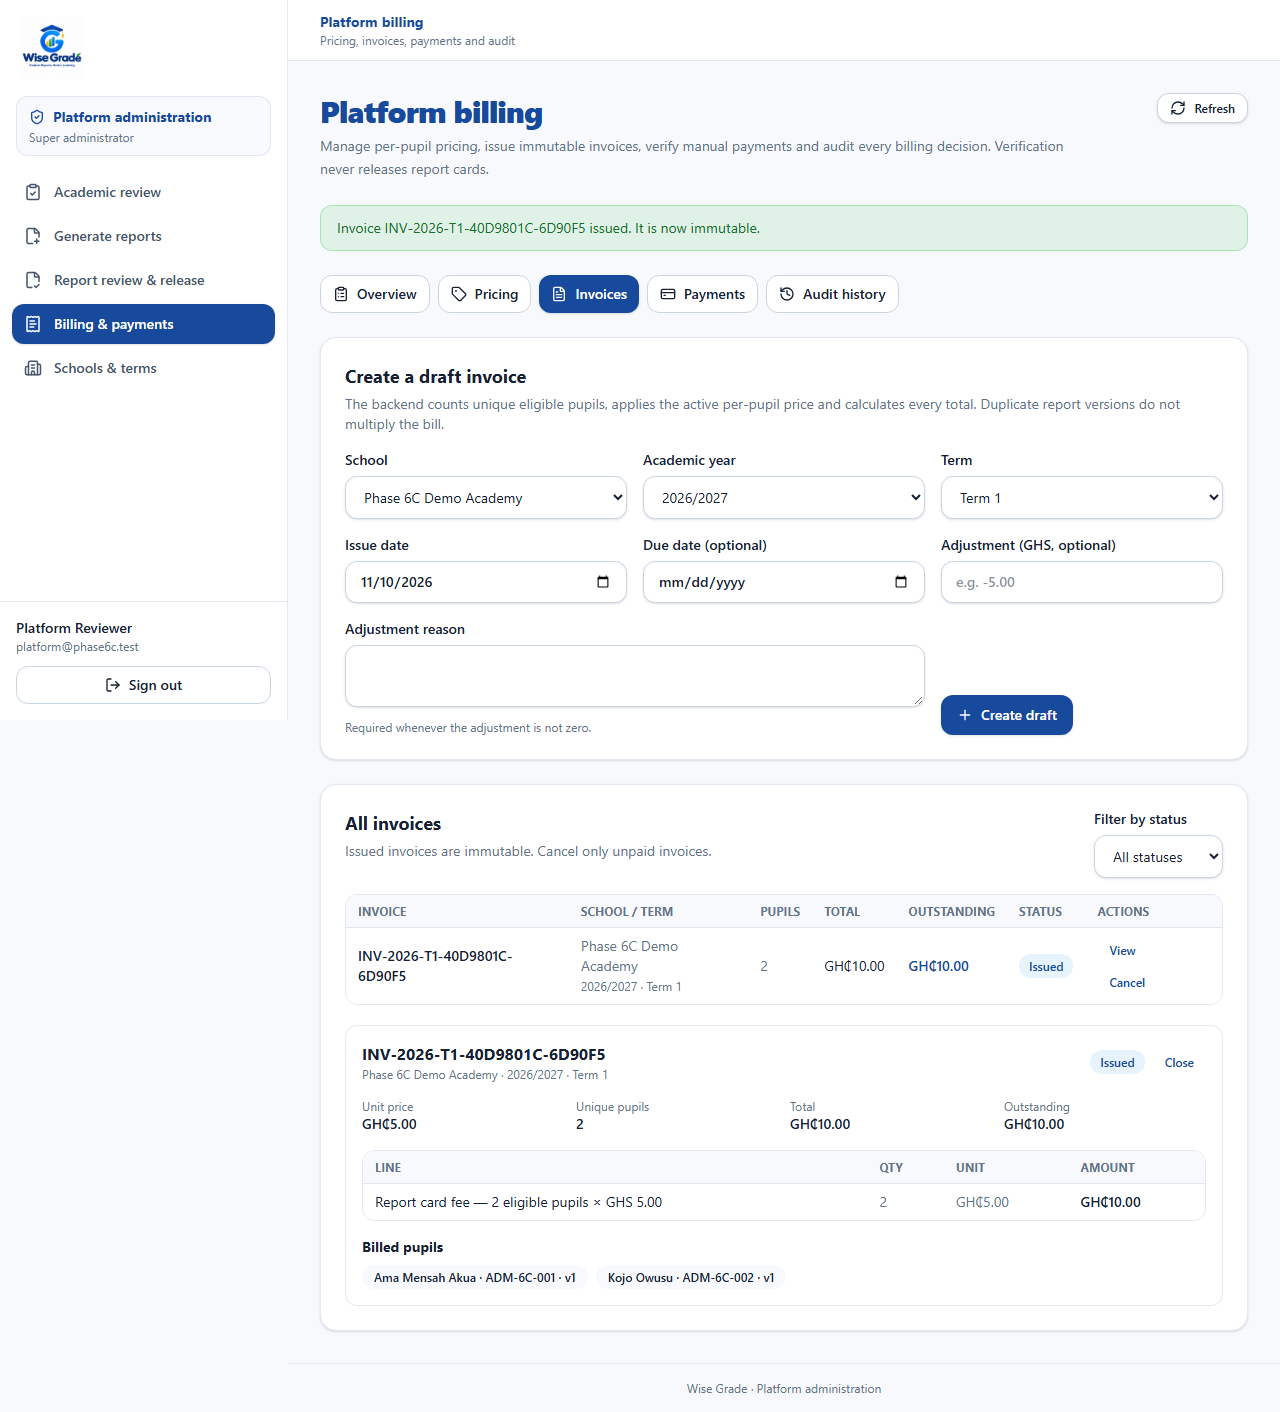 Wise Grade
Platform administration
Super administrator
Academic review
Generate reports
Report review & release
Billing & payments
Schools & terms
Platform Reviewer
platform@phase6c.test
Sign out
Platform billing
Pricing, invoices, payments and audit
Platform billing
Manage per-pupil pricing, issue immutable invoices, verify manual payments and audit every billing decision. Verification
never releases report cards.
Refresh
Invoice INV-2026-T1-40D9801C-6D90F5 issued. It is now immutable.
Overview
Pricing
Invoices
Payments
Audit history
Create a draft invoice
The backend counts unique eligible pupils, applies the active per-pupil price and calculates every total. Duplicate report versions do not
multiply the bill.
School
Academic year
Term
Phase 6C Demo Academy
2026/2027
Term 1
Issue date
Due date (optional)
Adjustment (GHS, optional)
11/10/2026
mm/dd/yyyy
e.g. -5.00
Adjustment reason
Required whenever the adjustment is not zero.
Create draft
All invoices
Issued invoices are immutable. Cancel only unpaid invoices.
Filter by status
All statuses
INVOICE SCHOOL / TERM PUPILS TOTAL OUTSTANDING STATUS ACTIONS
INV-2026-T1-40D9801C-
6D90F5
Phase 6C Demo
Academy
2026/2027 · Term 1
2
GH₵10.00
GH₵10.00
Issued
View
Cancel
INV-2026-T1-40D9801C-6D90F5
Phase 6C Demo Academy · 2026/2027 · Term 1
Issued
Close
Unit price
GH₵5.00
Unique pupils
2
Total
GH₵10.00
Outstanding
GH₵10.00
LINE QTY UNIT AMOUNT
Report card fee — 2 eligible pupils × GHS 5.00 2 GH₵5.00 GH₵10.00
Billed pupils
Ama Mensah Akua · ADM-6C-001 · v1
Kojo Owusu · ADM-6C-002 · v1
Wise Grade · Platform administration